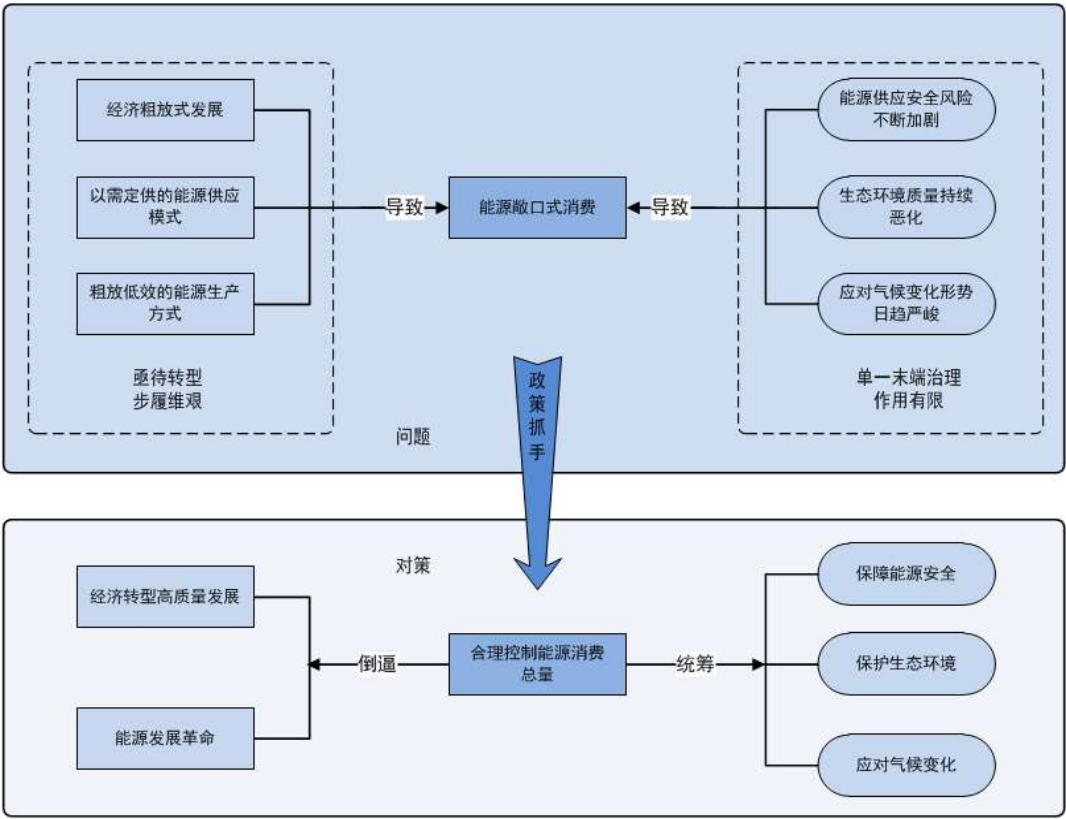 经济粗放式发展
以需定供的能源供应
模式
粗放低效的能源生产
方式
亟待转型
步履维艰
导致
能源敞口式消费
导致
能源供应安全风险
不断加剧
生态环境质量持续
恶化
应对气候变化形势
日趋严峻
单一末端治理
作用有限
问题
政
策
抓
手
对策
经济转型高质量发展
能源发展革命
倒逼
合理控制能源消费
总量
统筹
保障能源安全
保护生态环境
应对气候变化